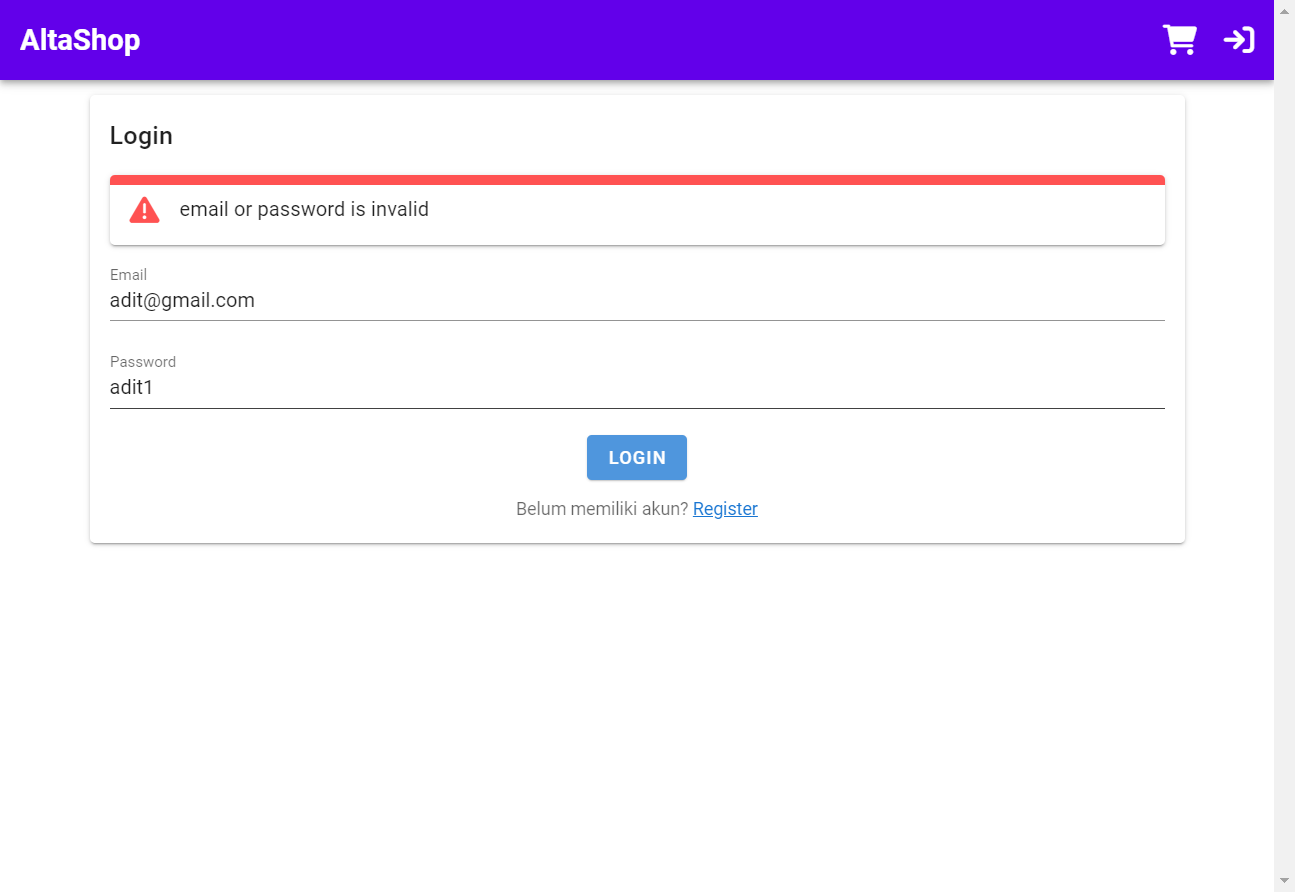 AltaShop
Login
email or password is invalid
Email
adit@gmail.com
Password
adit1
LOGIN
Belum memiliki akun? Register